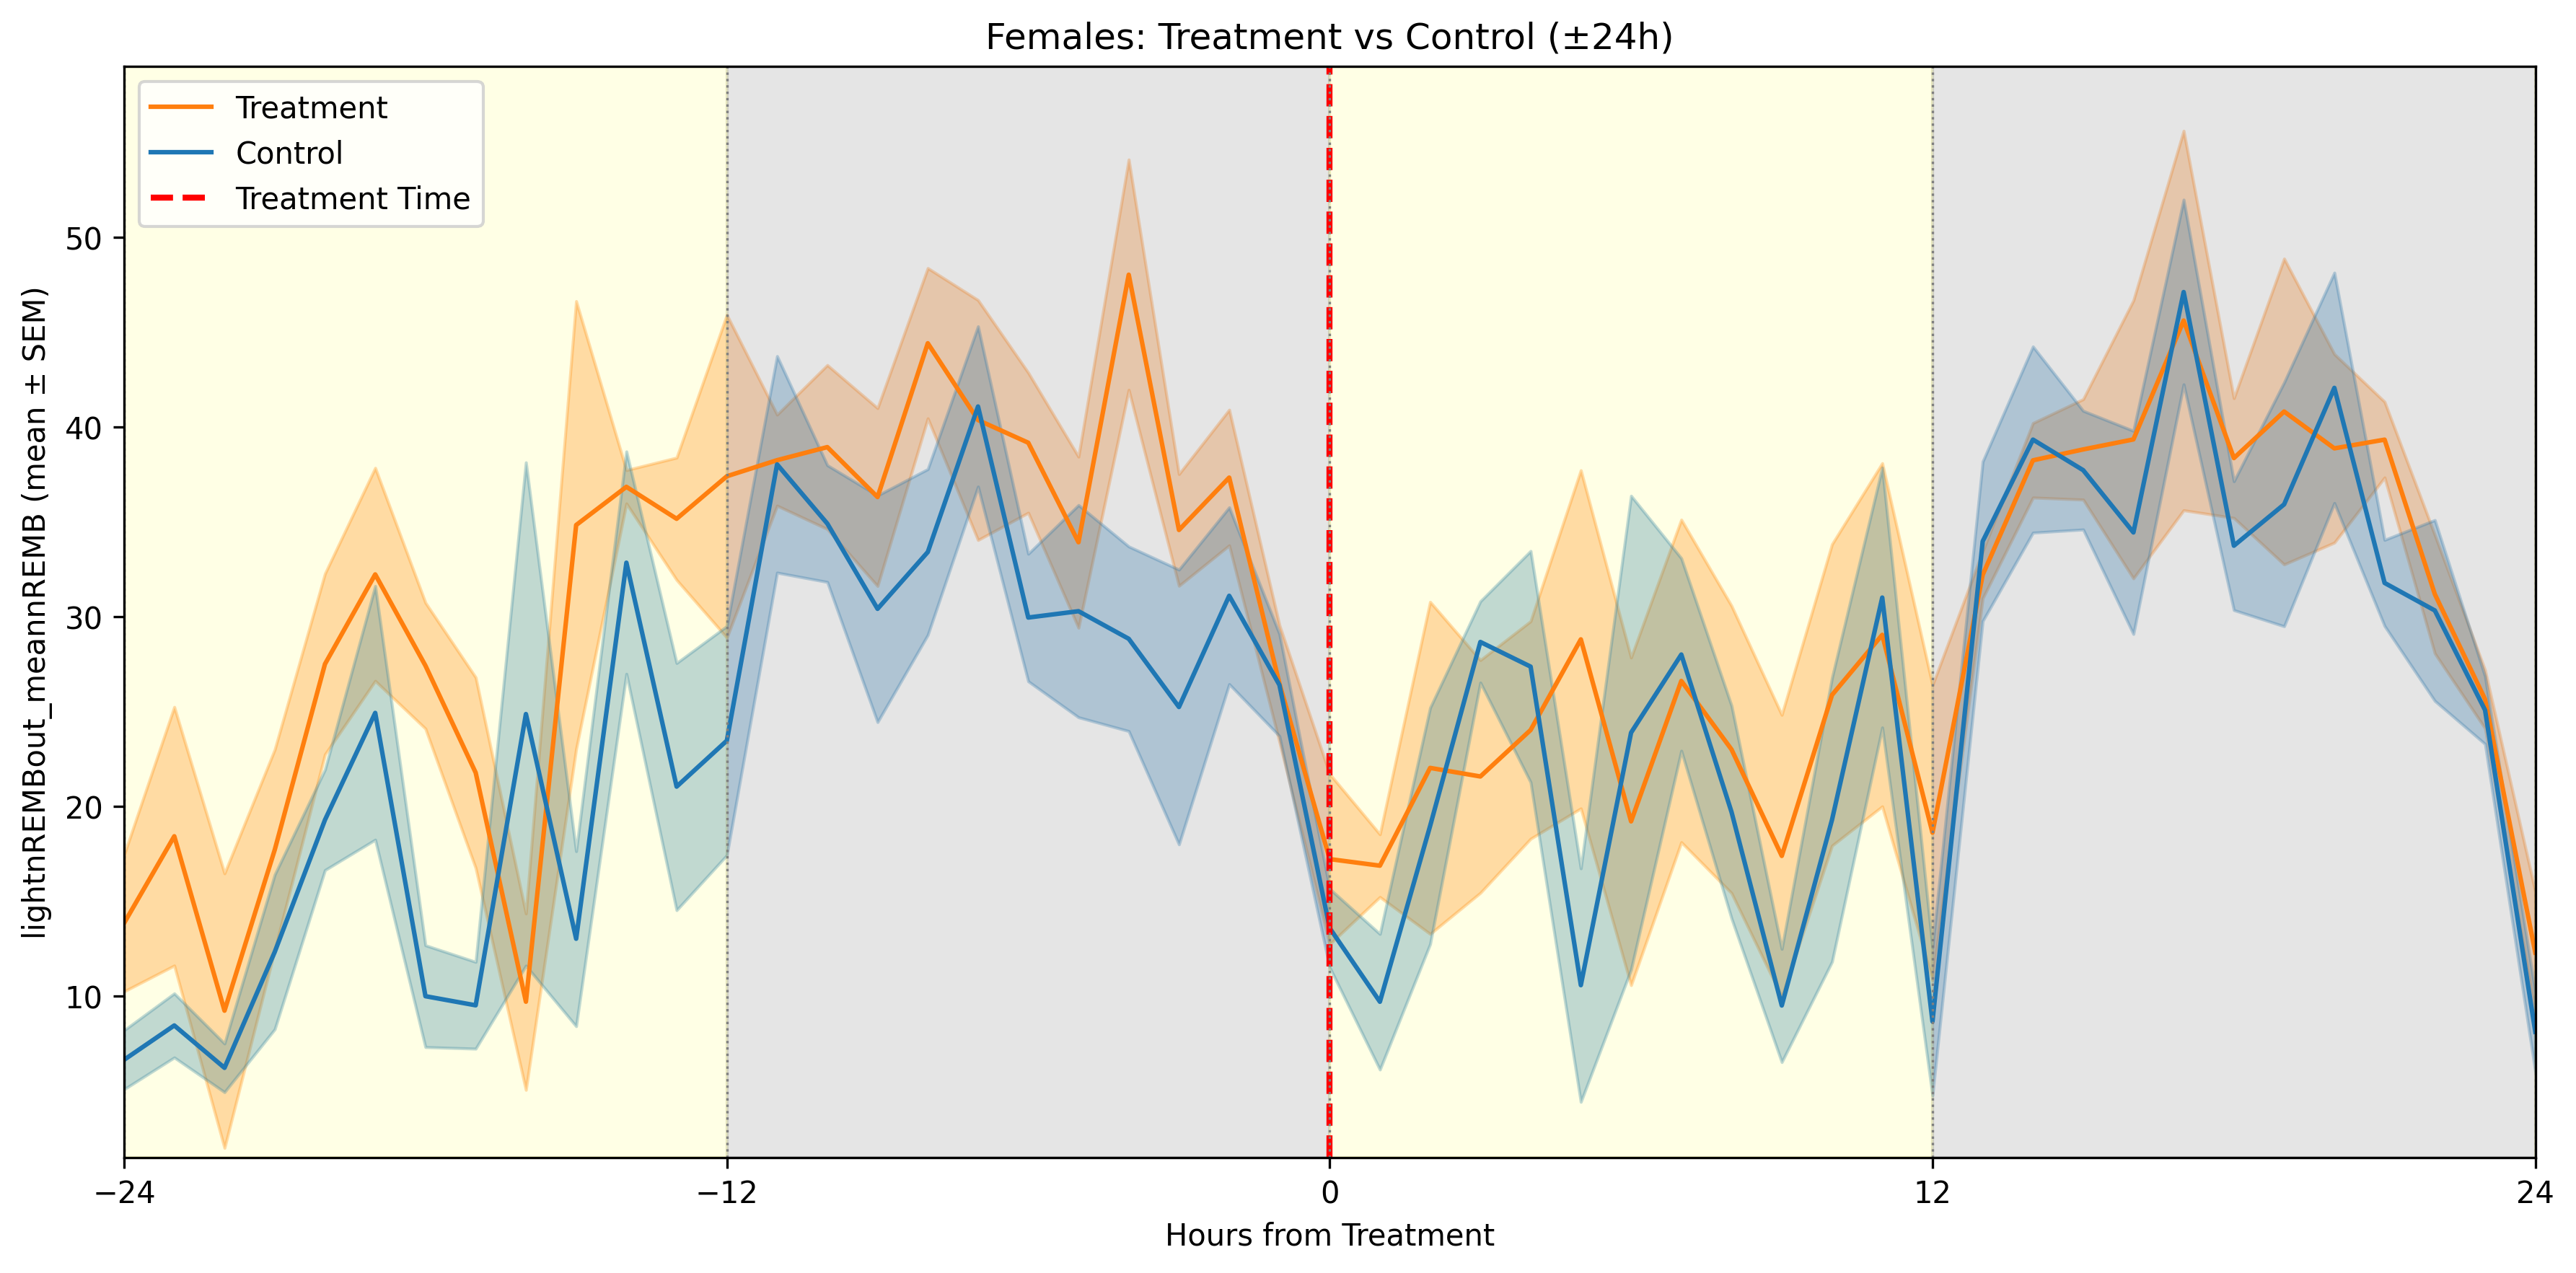 Females: Treatment vs Control (±24h)
Treatment
Control
Treatment Time
lightnREMBout_meannREMB (mean ± SEM)
50
40
30
20
10
−24
−12
0
12
24
Hours from Treatment